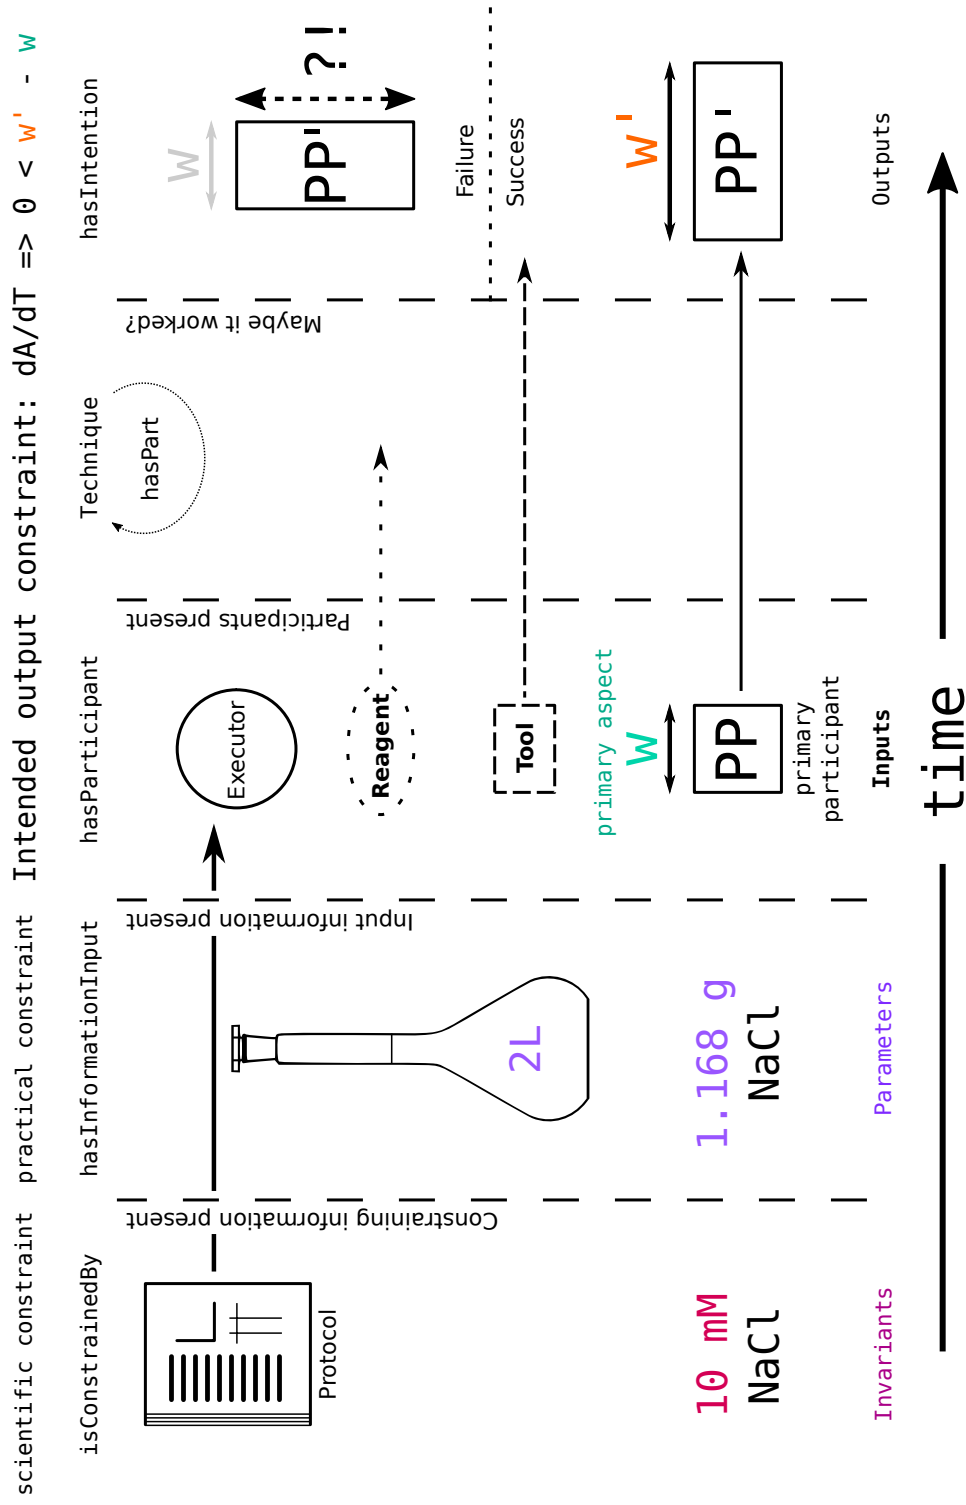 scientific constraint
practical constraint
Intended output constraint: dA/dT => 0 < w' - w
isConstrainedBy
hasInformationInput
hasParticipant
Technique
hasIntention
Protocol
10 mM
NaCl
Invariants
Constraining information present
2L
1.168 g
NaCl
Parameters
Input information present
Executor
Reagent
Tool
primary aspect
w
PP
primary
participant
Inputs
Participants present
hasPart
Maybe it worked?
w
PP'
?!
Failure
Success
w'
PP'
Outputs
time